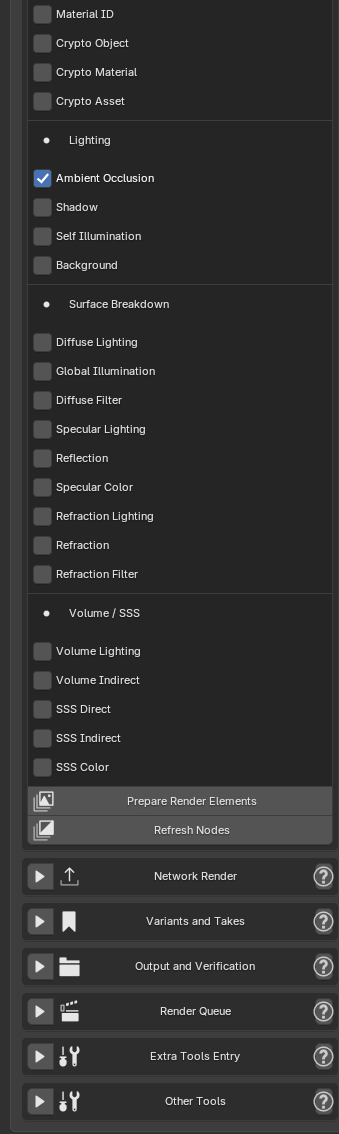 Material ID
Crypto Object
Crypto Material
Crypto Asset
Lighting
Ambient Occlusion
Shadow
Self Illumination
Background
Surface Breakdown
Diffuse Lighting
Global Illumination
Diffuse Filter
Specular Lighting
Reflection
Specular Color
Refraction Lighting
Refraction
Refraction Filter
Volume / SSS
Volume Lighting
Volume Indirect
SSS Direct
SSS Indirect
SSS Color
Prepare Render Elements
Refresh Nodes
Network Render ?
Variants and Takes ?
Output and Verification ?
Render Queue ?
Extra Tools Entry ?
Other Tools ?